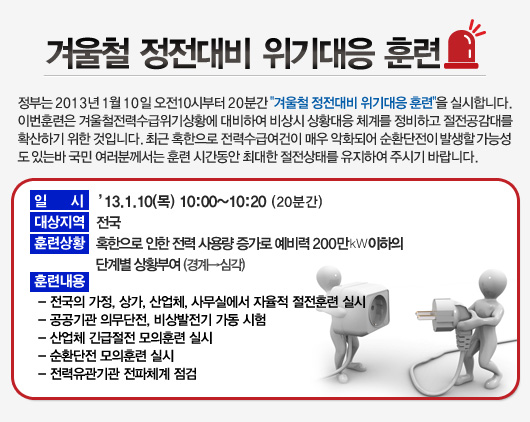 겨울철 정전대비 위기대응 훈련
정부는 2013년 1월 10일 오전10시부터 20분간 "겨울철 정전대비 위기대응 훈련"을 실시합니다.
이번훈련은 겨울철전력수급위기상황에 대비하여 비상시 상황대응 체계를 정비하고 절전공감대를
확산하기 위한 것입니다. 최근 혹한으로 전력수급여건이 매우 악화되어 순환단전이 발생할 가능성
도 있는바 국민 여러분께서는 훈련 시간동안 최대한 절전상태를 유지하여 주시기 바랍니다.
일 시 ’13.1.10(목) 10:00~10:20 (20분간)
대상지역 전국
훈련상황 혹한으로 인한 전력 사용량 증가로 예비력 200만kW이하의
단계별 상황부여 (경계→심각)
훈련내용
- 전국의 가정, 상가, 산업체, 사무실에서 자율적 절전훈련 실시
- 공공기관 의무단전, 비상발전기 가동 시험
- 산업체 긴급절전 모의훈련 실시
- 순환단전 모의훈련 실시
- 전력유관기관 전파체계 점검